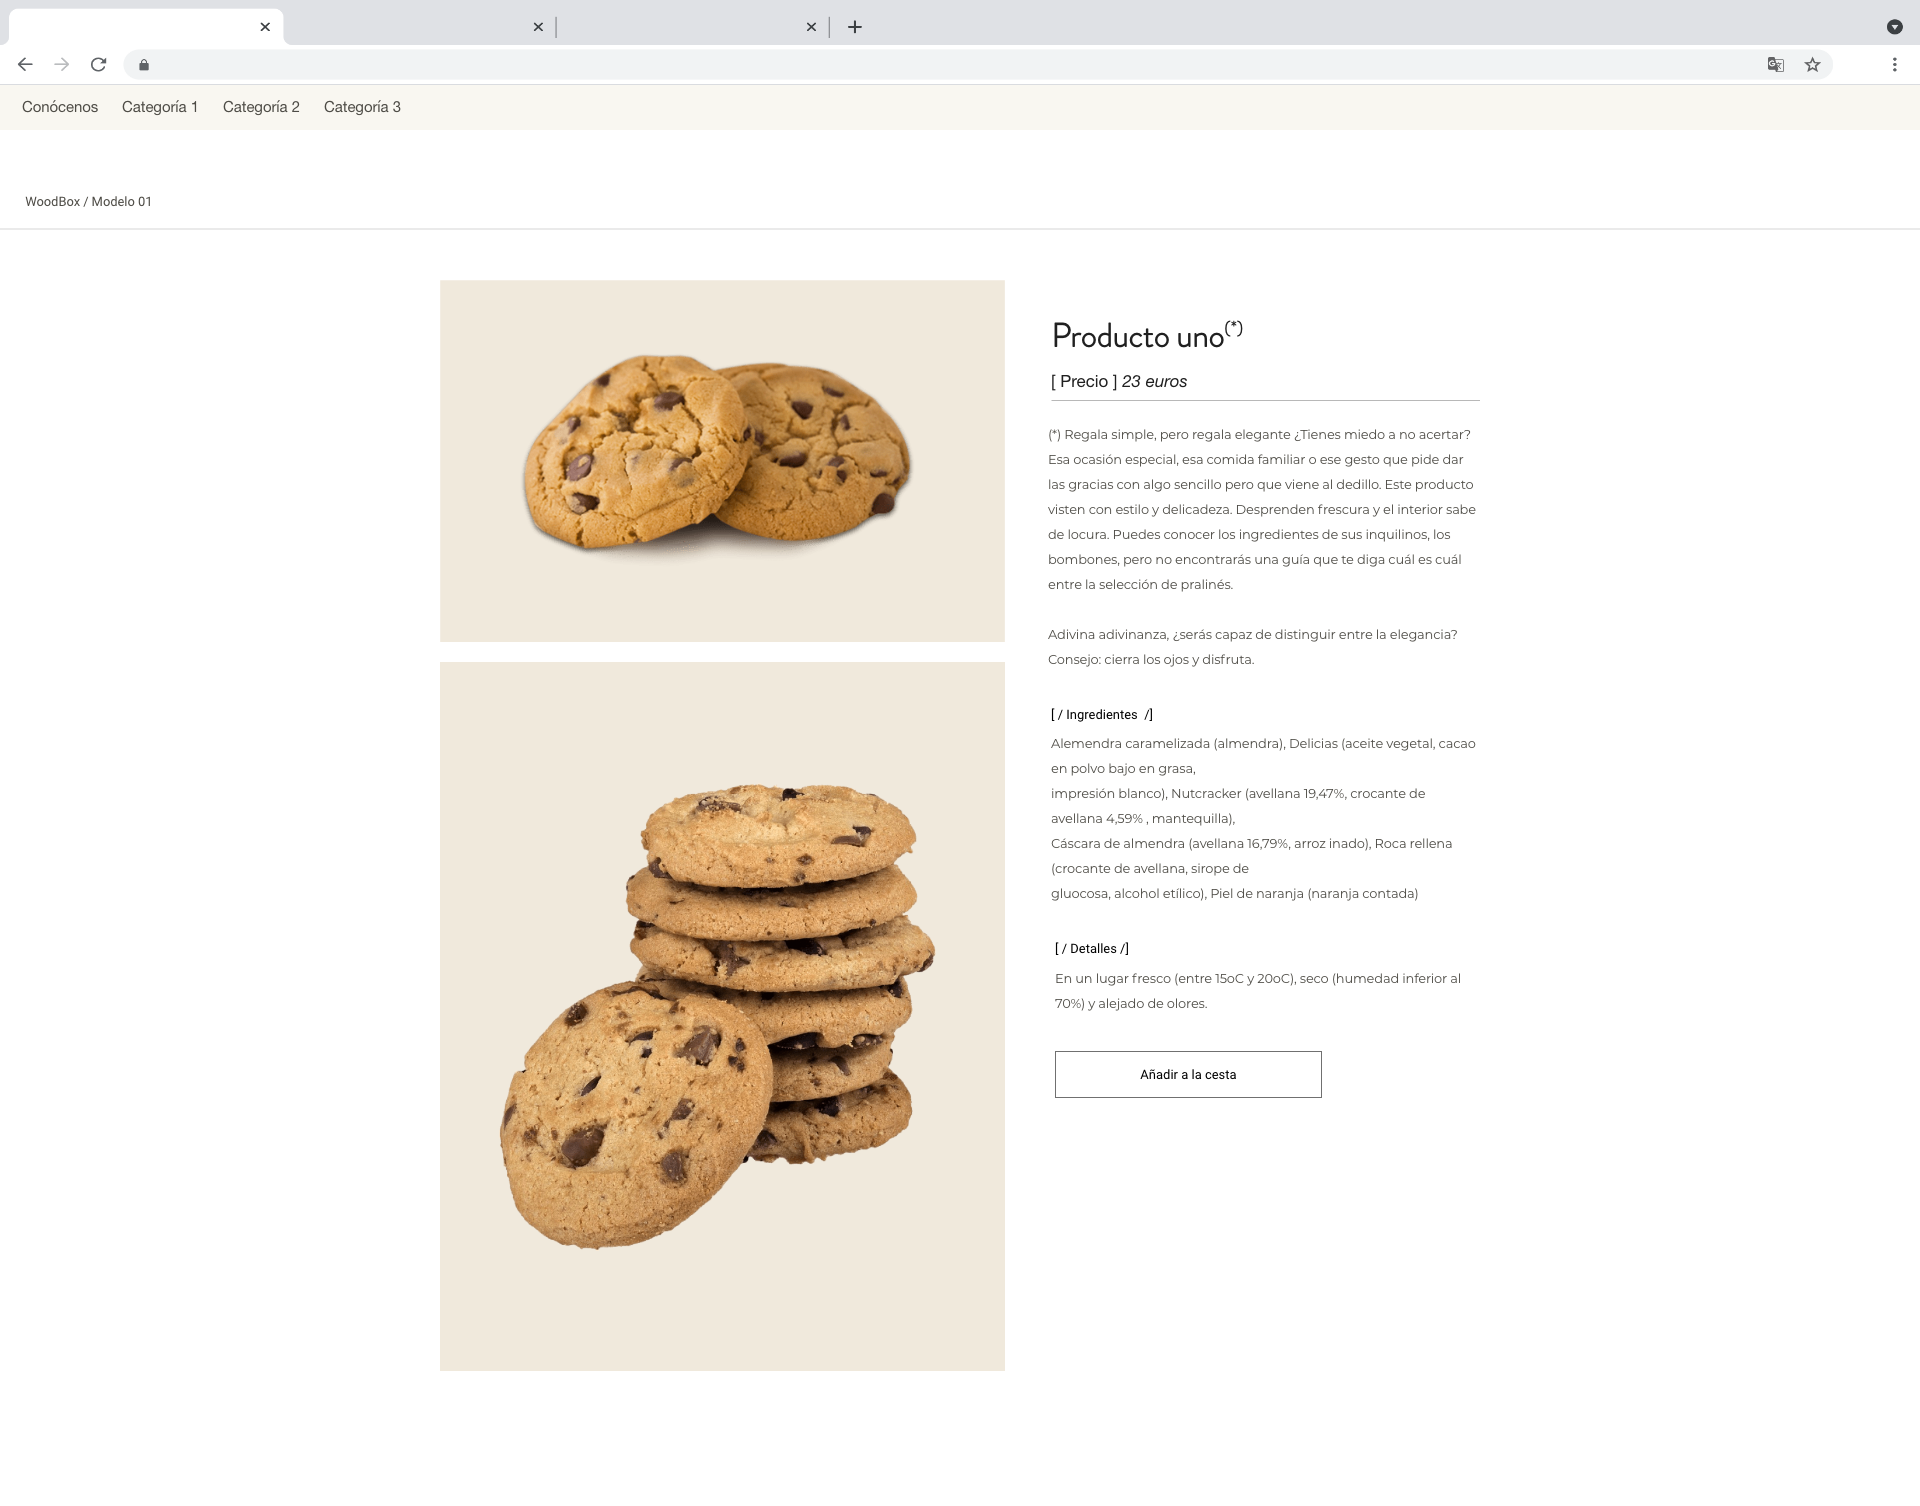 Conócenos Categoría 1 Categoría 2 Categoría 3
WoodBox / Modelo 01
Producto uno(*)
[ Precio ] 23 euros
(*) Regala simple, pero regala elegante ¿Tienes miedo a no acertar?
Esa ocasión especial, esa comida familiar o ese gesto que pide dar
las gracias con algo sencillo pero que viene al dedillo. Este producto
visten con estilo y delicadeza. Desprenden frescura y el interior sabe
de locura. Puedes conocer los ingredientes de sus inquilinos, los
bombones, pero no encontrarás una guía que te diga cuál es cuál
entre la selección de pralinés.
Adivina adivinanza, ¿serás capaz de distinguir entre la elegancia?
Consejo: cierra los ojos y disfruta.
[ / Ingredientes /]
Alemendra caramelizada (almendra), Delicias (aceite vegetal, cacao
en polvo bajo en grasa,
impresión blanco), Nutcracker (avellana 19,47%, crocante de
avellana 4,59% , mantequilla),
Cáscara de almendra (avellana 16,79%, arroz inado), Roca rellena
(crocante de avellana, sirope de
gluocosa, alcohol etílico), Piel de naranja (naranja contada)
[ / Detalles /]
En un lugar fresco (entre 15oC y 20oC), seco (humedad inferior al
70%) y alejado de olores.
Añadir a la cesta